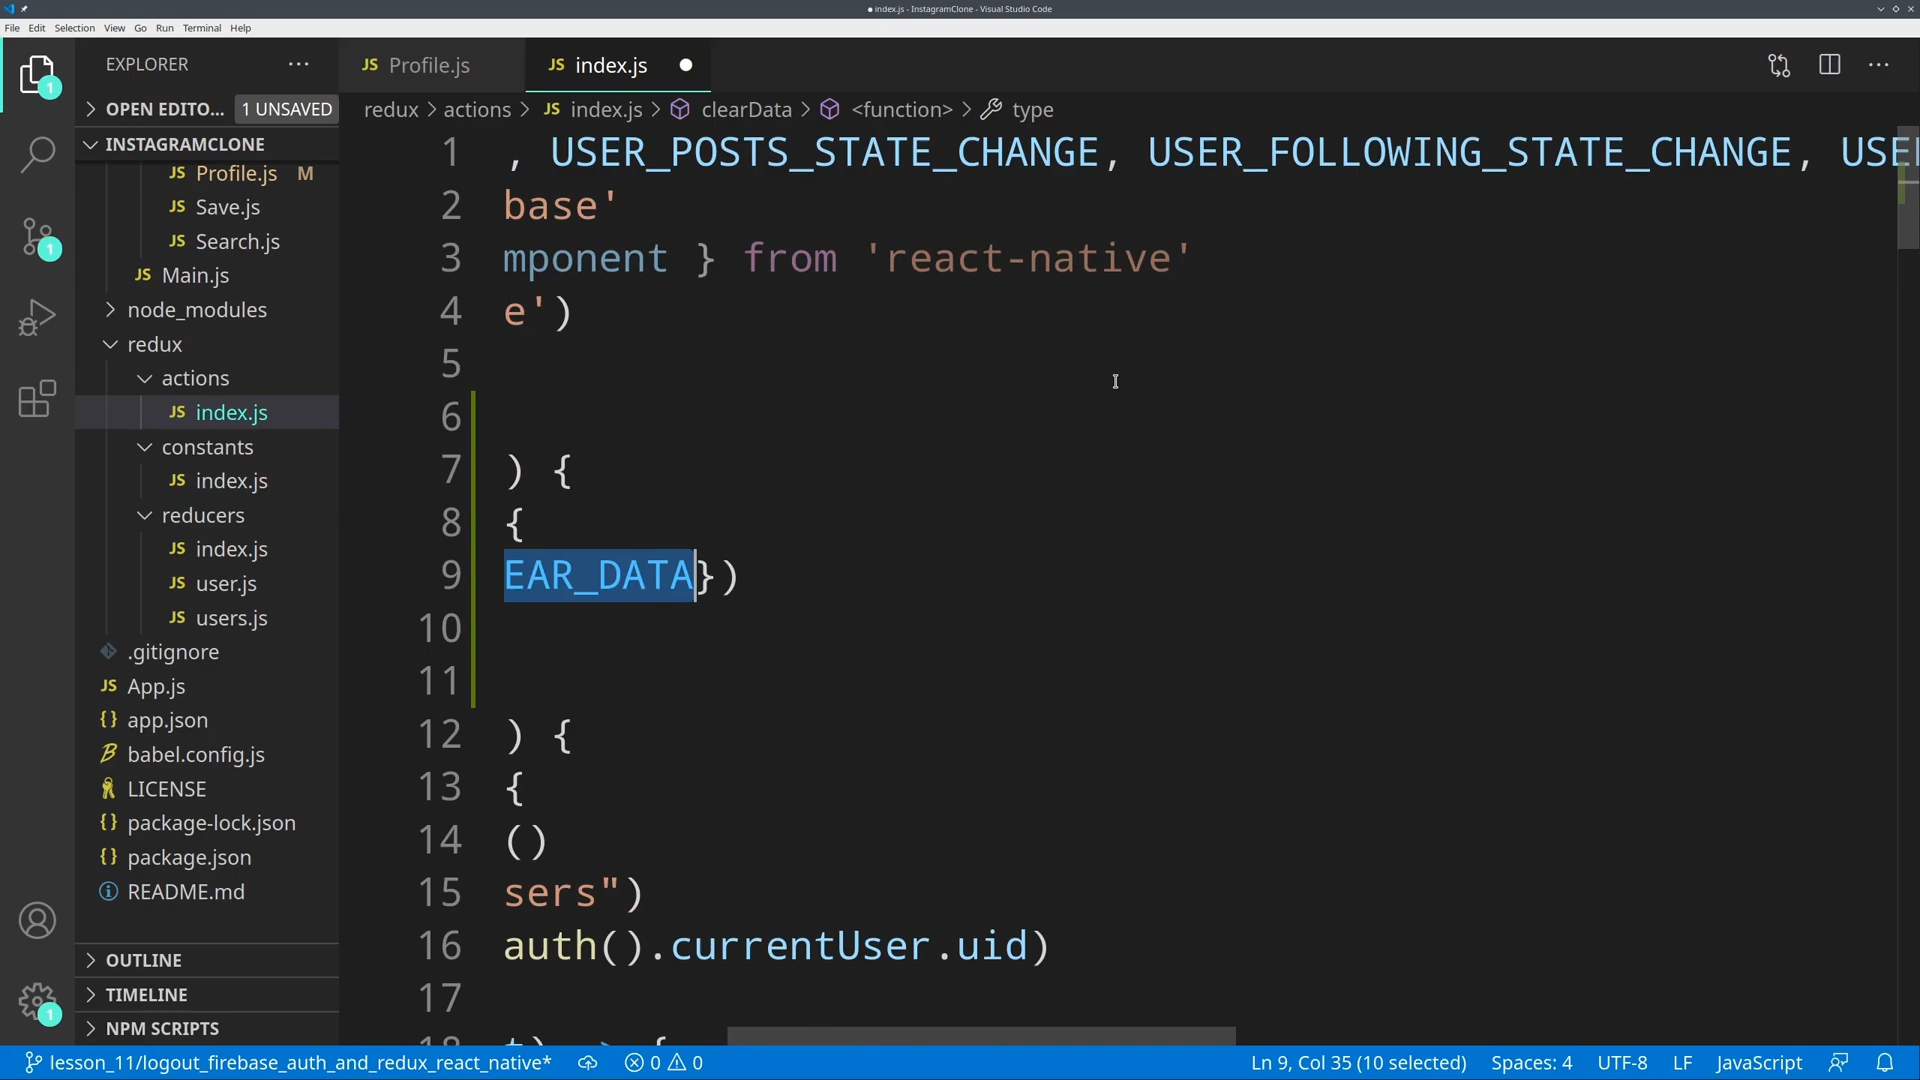 index.js - InstagramClone - Visual Studio Code
File Edit Selection View Go Run Terminal Help
EXPLORER
JS Profile.js
JS index.js
OPEN EDITO... 1 UNSAVED
redux > actions > JS index.js > clearData > <function> > type
INSTAGRAMCLONE
JS Profile.js M
JS Save.js
JS Search.js
JS Main.js
node_modules
redux
actions
JS index.js
constants
JS index.js
reducers
JS index.js
JS user.js
JS users.js
.gitignore
JS App.js
{} app.json
babel.config.js
LICENSE
{} package-lock.json
{} package.json
README.md
OUTLINE
TIMELINE
NPM SCRIPTS
1 , USER_POSTS_STATE_CHANGE, USER_FOLLOWING_STATE_CHANGE, USE
2 base'
3 mponent } from 'react-native'
4 e')
5
6
7 ) {
8 {
9 EAR_DATA})
10
11
12 ) {
13 {
14 ()
15 sers")
16 auth().currentUser.uid)
17
18 t) => {
1
1
1
lesson_11/logout_firebase_auth_and_redux_react_native* 0 0 Ln 9, Col 35 (10 selected) Spaces: 4 UTF-8 LF JavaScript